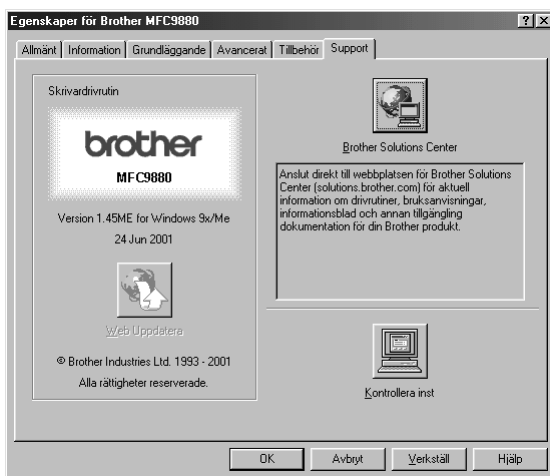 Egenskaper för Brother MFC9880
Allmänt
Information
Grundläggande
Avancerat
Tillbehör
Support
Skrivardrivrutin
brother
MFC9880
Version 1.45ME for Windows 9x/Me
24 Jun 2001
Web Uppdatera
© Brother Industries Ltd. 1993 - 2001
Alla rättigheter reserverade.
Brother Solutions Center
Anslut direkt till webbplatsen för Brother Solutions
Center (solutions.brother.com) för aktuell
information om drivrutiner, bruksanvisningar,
informationsblad och annan tillgängling
dokumentation för din Brother produkt.
Kontrollera inst
OK
Avbryt
Verkställ
Hjälp